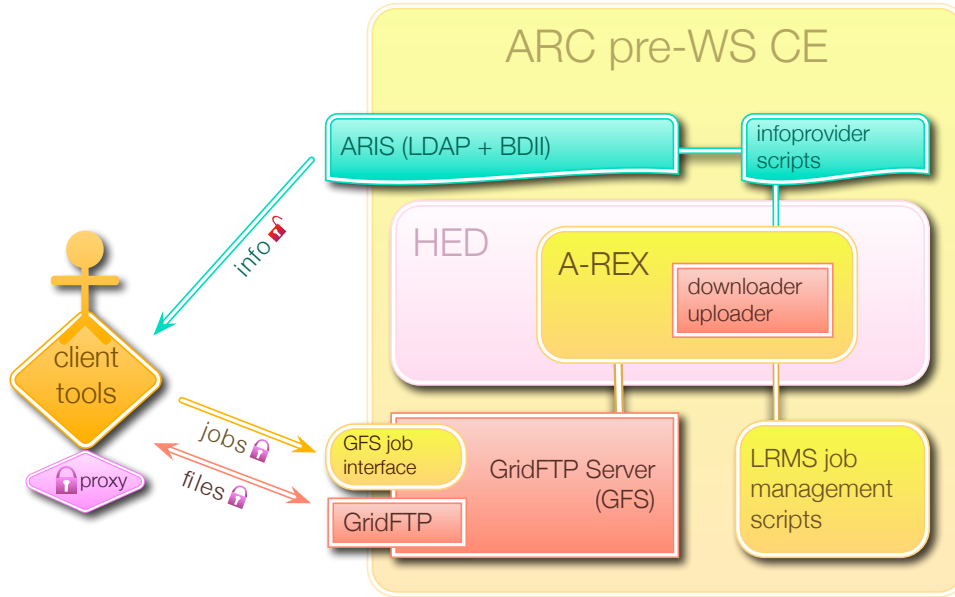 ARC pre-WS CE
ARIS (LDAP + BDII)
infoprovider
scripts
info
HED
A-REX
downloader
uploader
client
tools
proxy
jobs
files
GFS job
interface
GridFTP
GridFTP Server
(GFS)
LRMS job
management
scripts